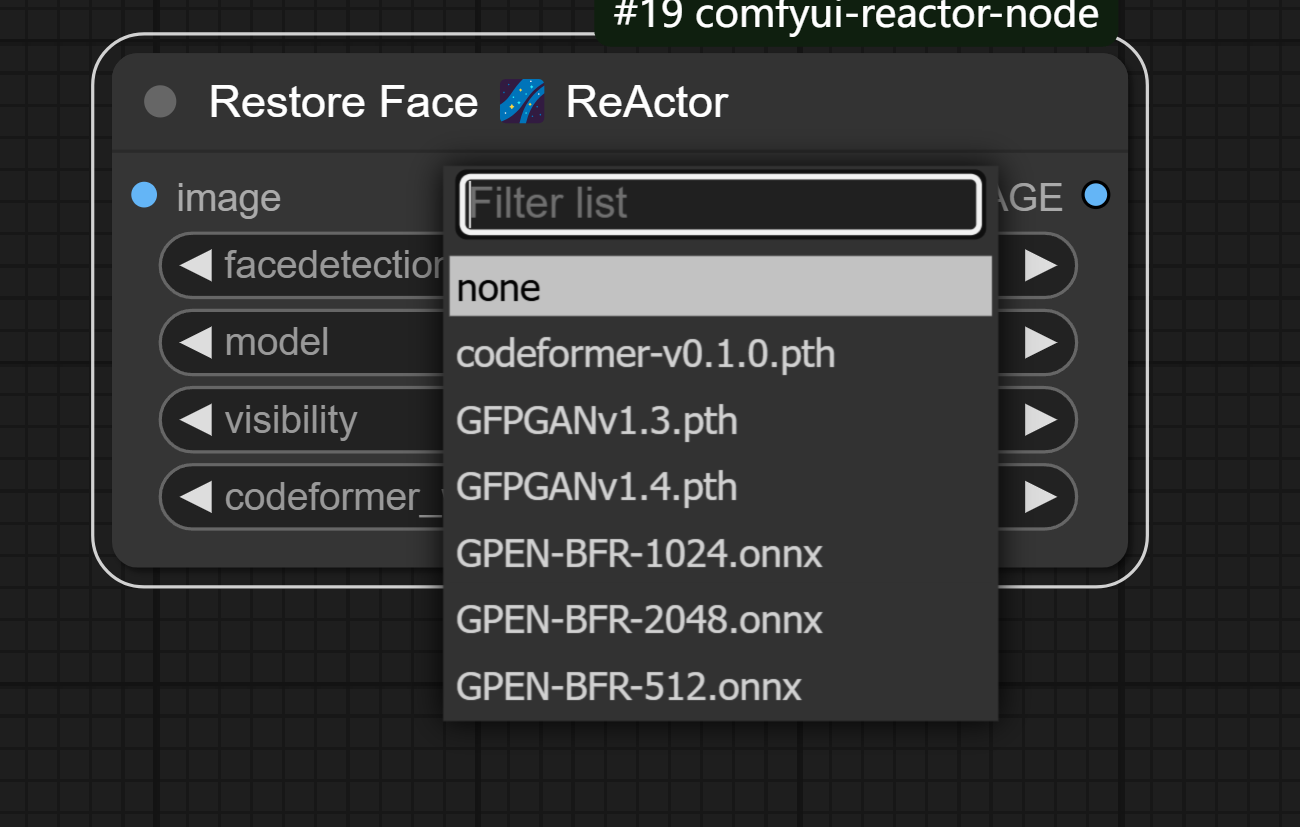 #19 comfyui-reactor-node
Restore Face 🌌 ReActor
image
Filter list
facedetection
none
model
codeformer-v0.1.0.pth
visibility
GFPGANv1.3.pth
codeformer_
GFPGANv1.4.pth
GPEN-BFR-1024.onnx
GPEN-BFR-2048.onnx
GPEN-BFR-512.onnx